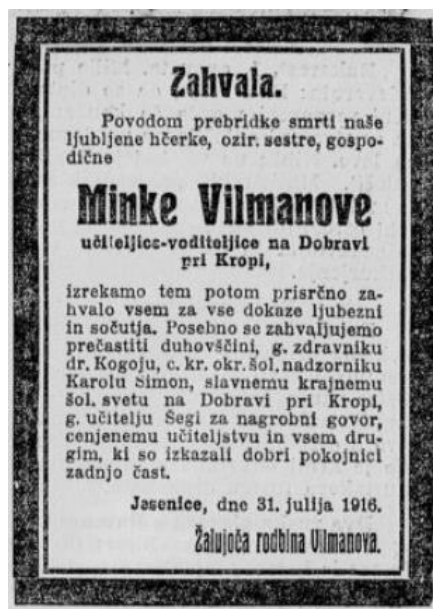 Zahvala.
Povodom prebridke smrti naše
ljubljene hčerke, ozir. sestre, gospo-
dične
Minke Vilmanove
učiteljice-voditeljice na Dobravi
pri Kropi,
izrekamo tem potom prisrčno za-
hvalo vsem za vse dokaze ljubezni
in sočutja. Posebno se zahvaljujemo
prečastiti duhovščini, g. zdravniku
dr. Kogoju, c. kr. okr. šol. nadzorniku
Karolu Simon, slavnemu krajnemu
šol. svetu na Dobravi pri Kropi,
g. učitelju Šegi za nagrobni govor,
cenjenemu učiteljstvu in vsem dru-
gim, ki so izkazali dobri pokojnici
zadnjo čast.
Jesenice, dne 31. julija 1916.
Žalujoča rodbina Vilmanova.